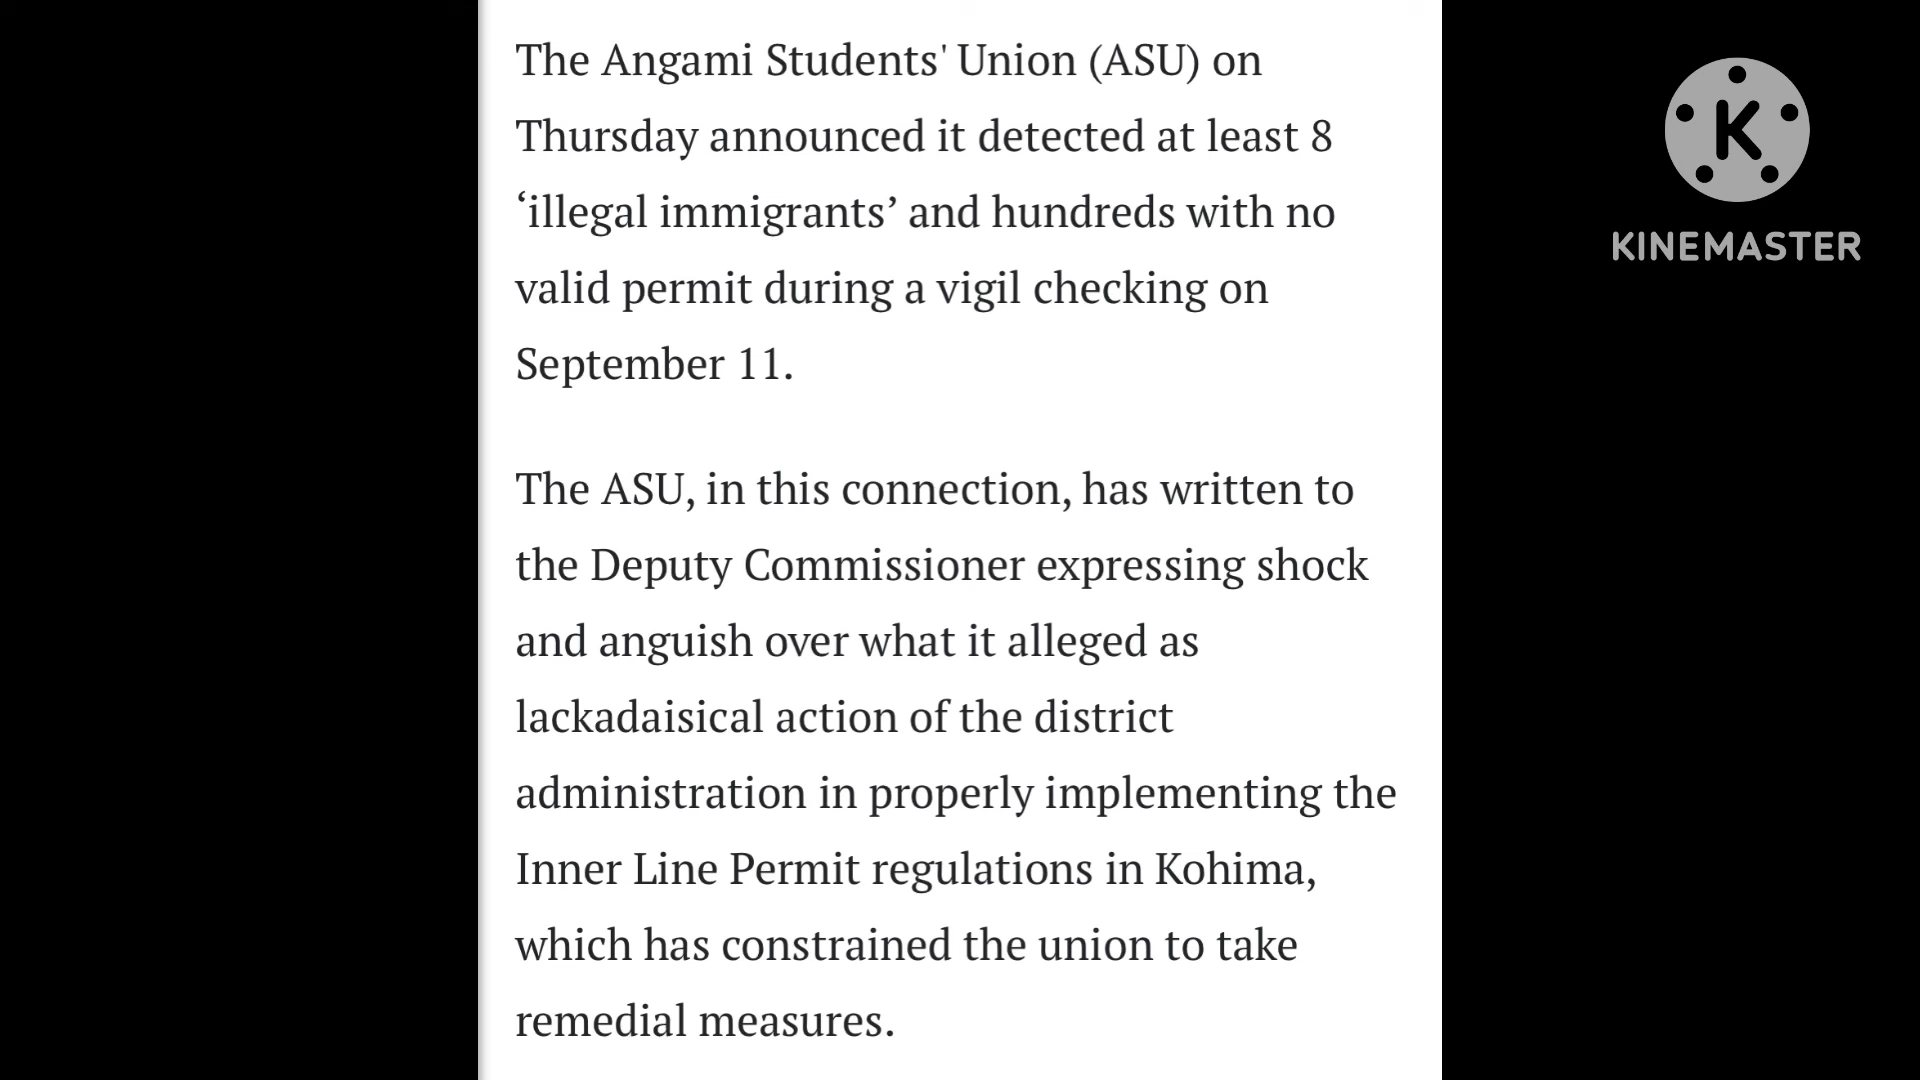 The Angami Students' Union (ASU) on
Thursday announced it detected at least 8
‘illegal immigrants’ and hundreds with no
valid permit during a vigil checking on
September 11.
The ASU, in this connection, has written to
the Deputy Commissioner expressing shock
and anguish over what it alleged as
lackadaisical action of the district
administration in properly implementing the
Inner Line Permit regulations in Kohima,
which has constrained the union to take
remedial measures.
K
KINEMASTER